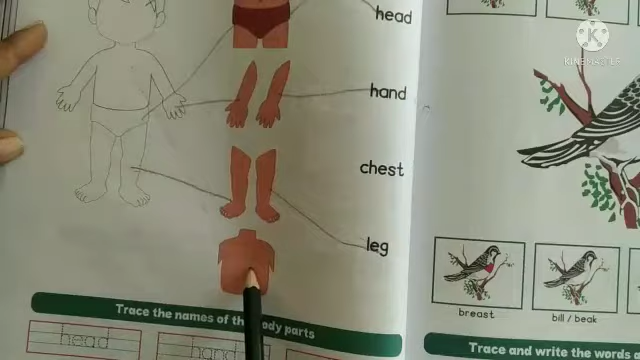 head
KINEMASTER
hand
chest
leg
breast
bill / beak
Trace the names of the body parts
Trace and write the words
head
hand